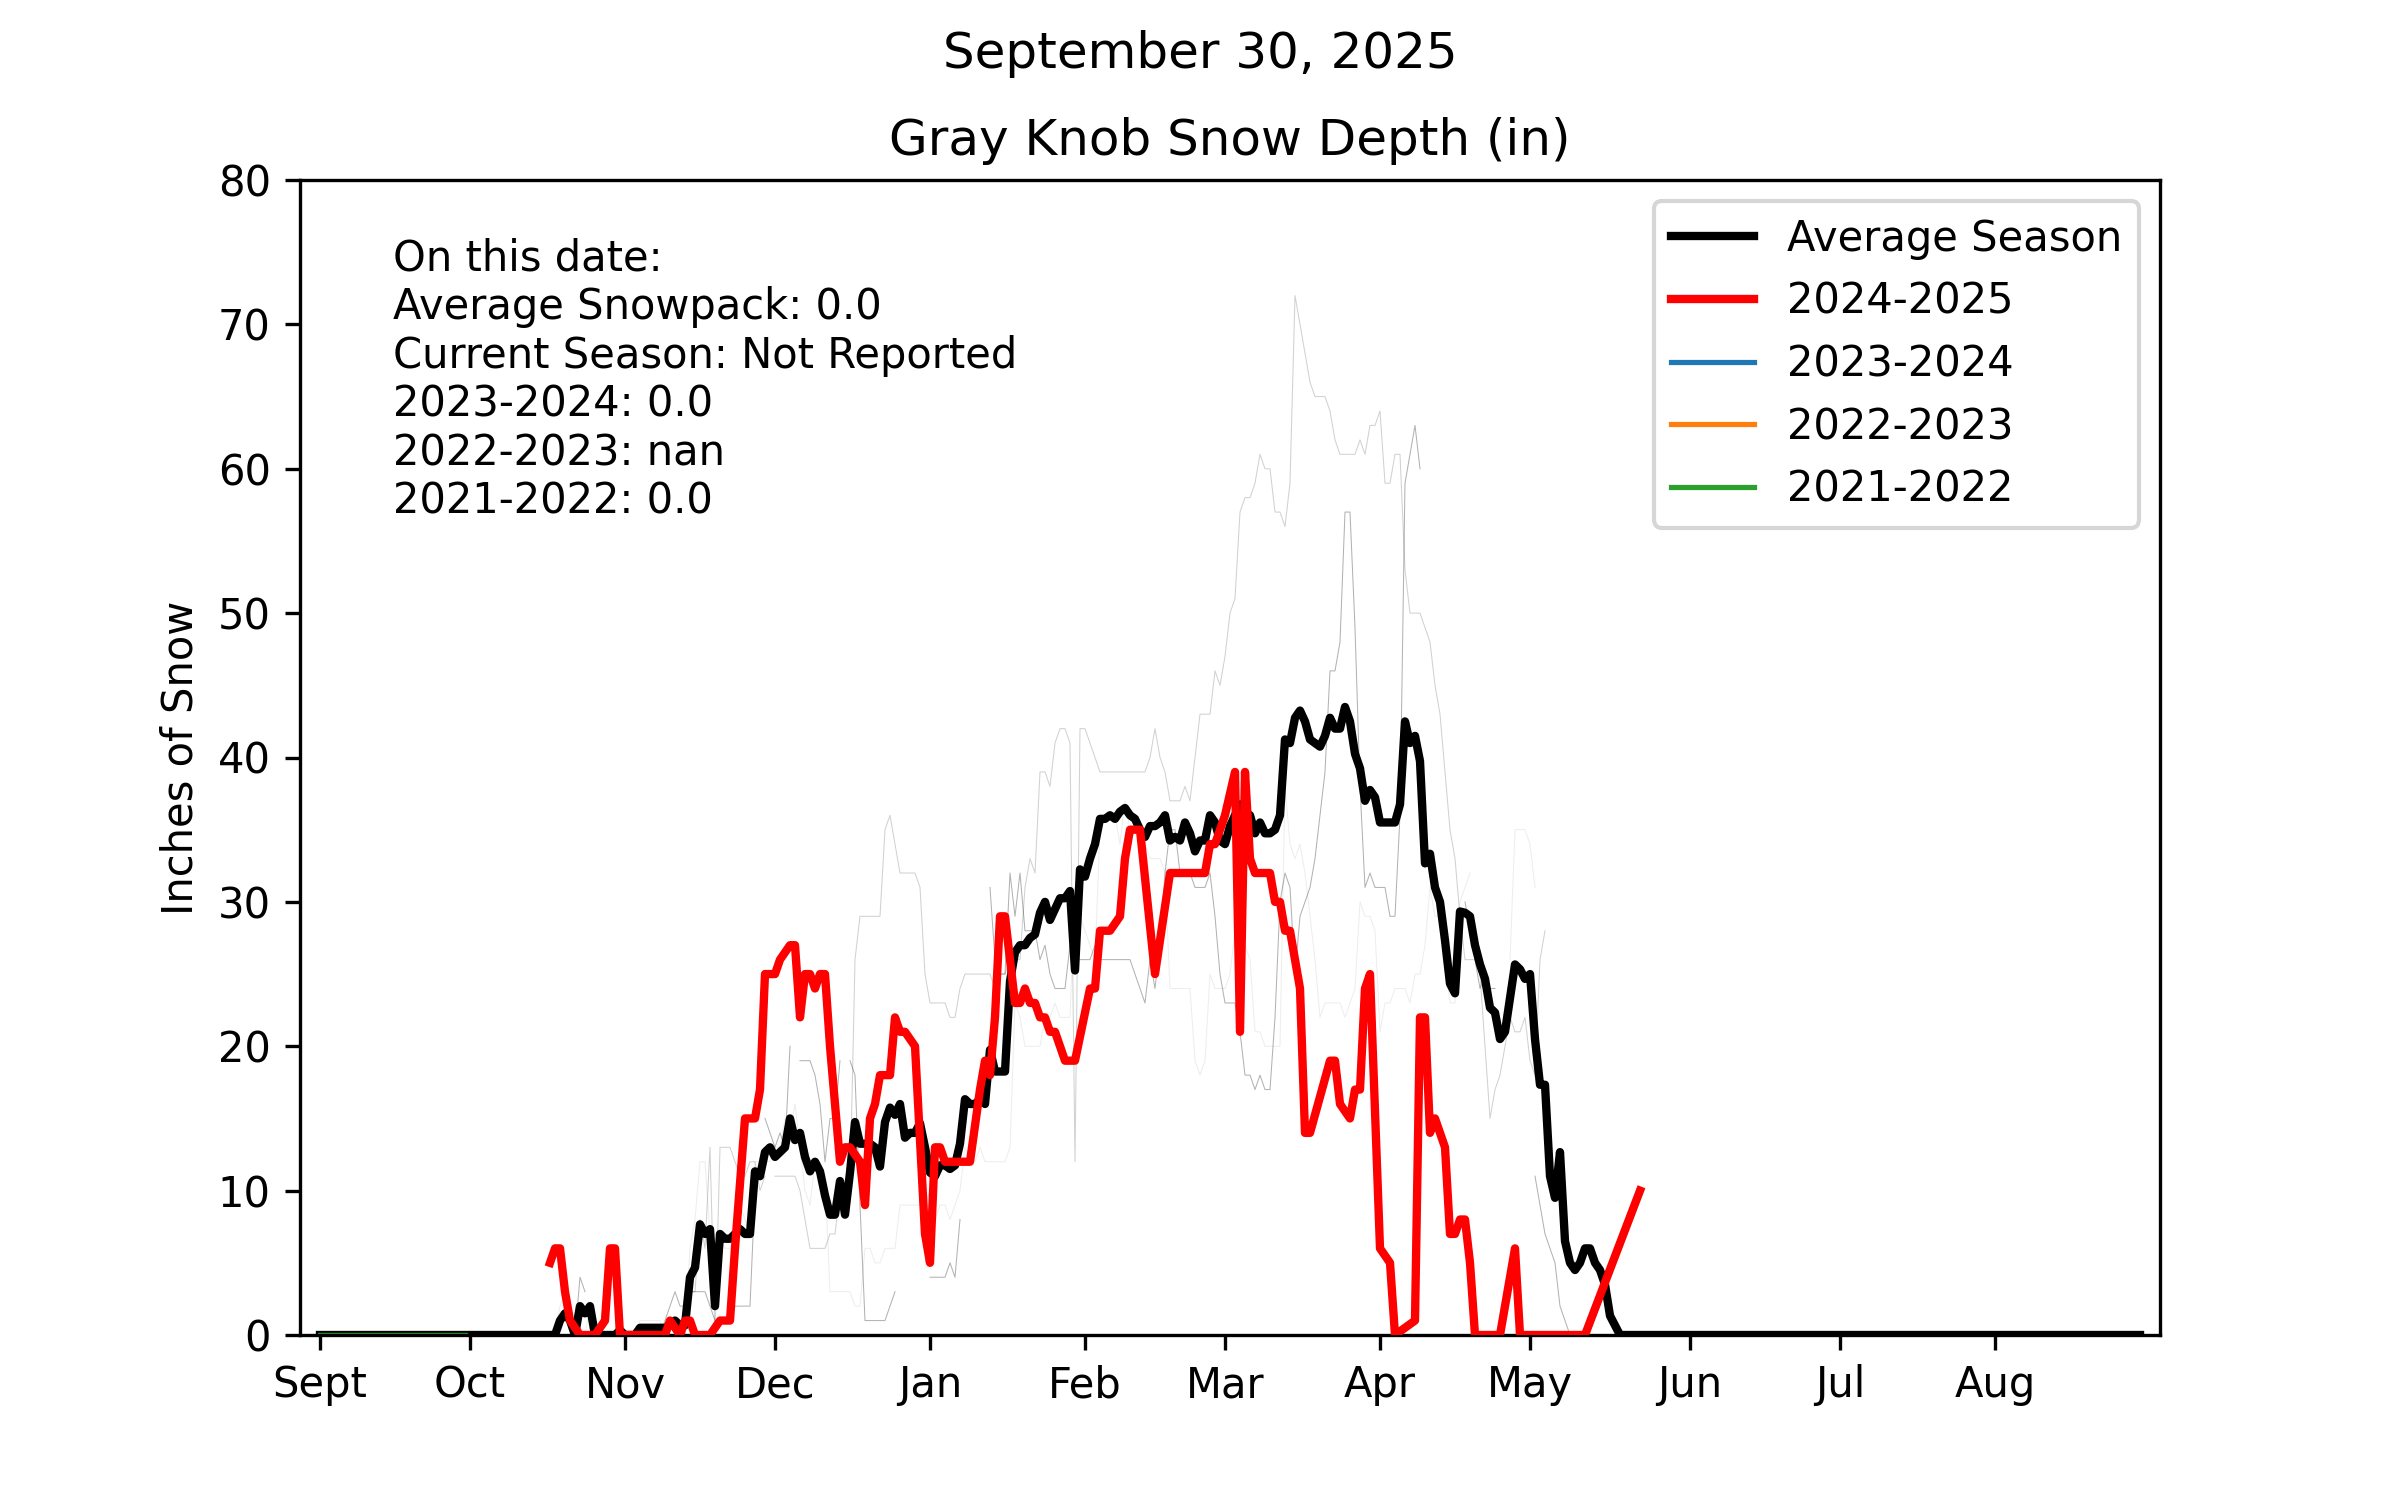 September 30, 2025
Gray Knob Snow Depth (in)
80
70
60
50
40
30
20
10
0
Inches of Snow
On this date:
Average Snowpack: 0.0
Current Season: Not Reported
2023-2024: 0.0
2022-2023: nan
2021-2022: 0.0
Average Season
2024-2025
2023-2024
2022-2023
2021-2022
Sept Oct Nov Dec Jan Feb Mar Apr May Jun Jul Aug